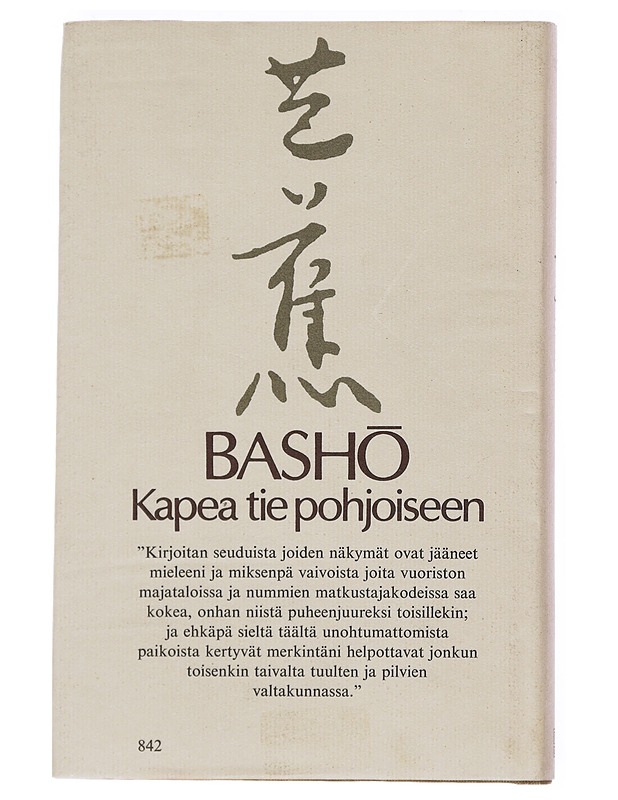 芭蕉
BASHŌ
Kapea tie pohjoiseen
”Kirjoitan seuduista joiden näkymät ovat jääneet
mieleeni ja miksenpä vaivoista joita vuoriston
majataloissa ja nummien matkustajakodeissa saa
kokea, onhan niistä puheenjuureksi toisillekin;
ja ehkäpä sieltä täältä unohtumattomista
paikoista kertyvät merkintäni helpottavat jonkun
toisenkin taivalta tuulten ja pilvien
valtakunnassa.”
842